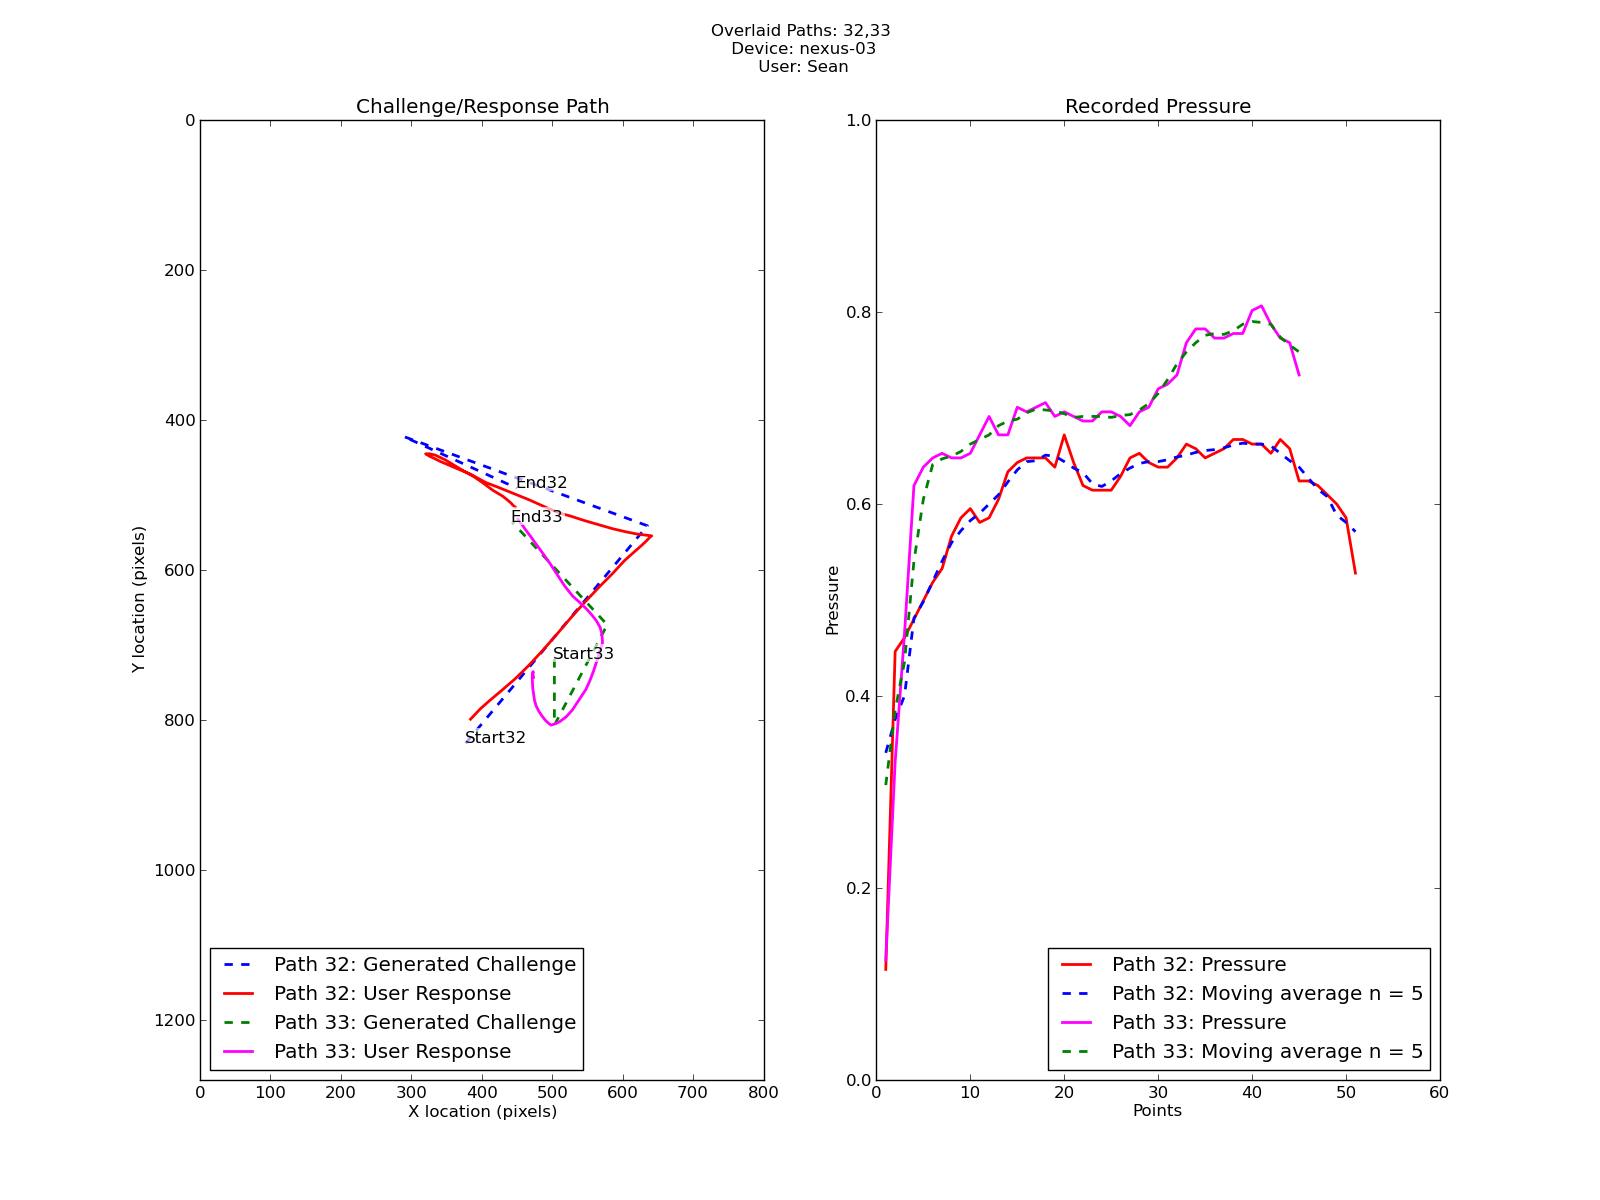 Overlaid Paths: 32,33
Device: nexus-03
User: Sean
Challenge/Response Path
0
200
400
600
800
1000
1200
Y location (pixels)
End32
End33
Start33
Start32
Path 32: Generated Challenge
Path 32: User Response
Path 33: Generated Challenge
Path 33: User Response
0 100 200 300 400 500 600 700 800
X location (pixels)
Recorded Pressure
1.0
0.8
0.6
0.4
0.2
0.0
Pressure
Path 32: Pressure
Path 32: Moving average n = 5
Path 33: Pressure
Path 33: Moving average n = 5
0 10 20 30 40 50 60
Points